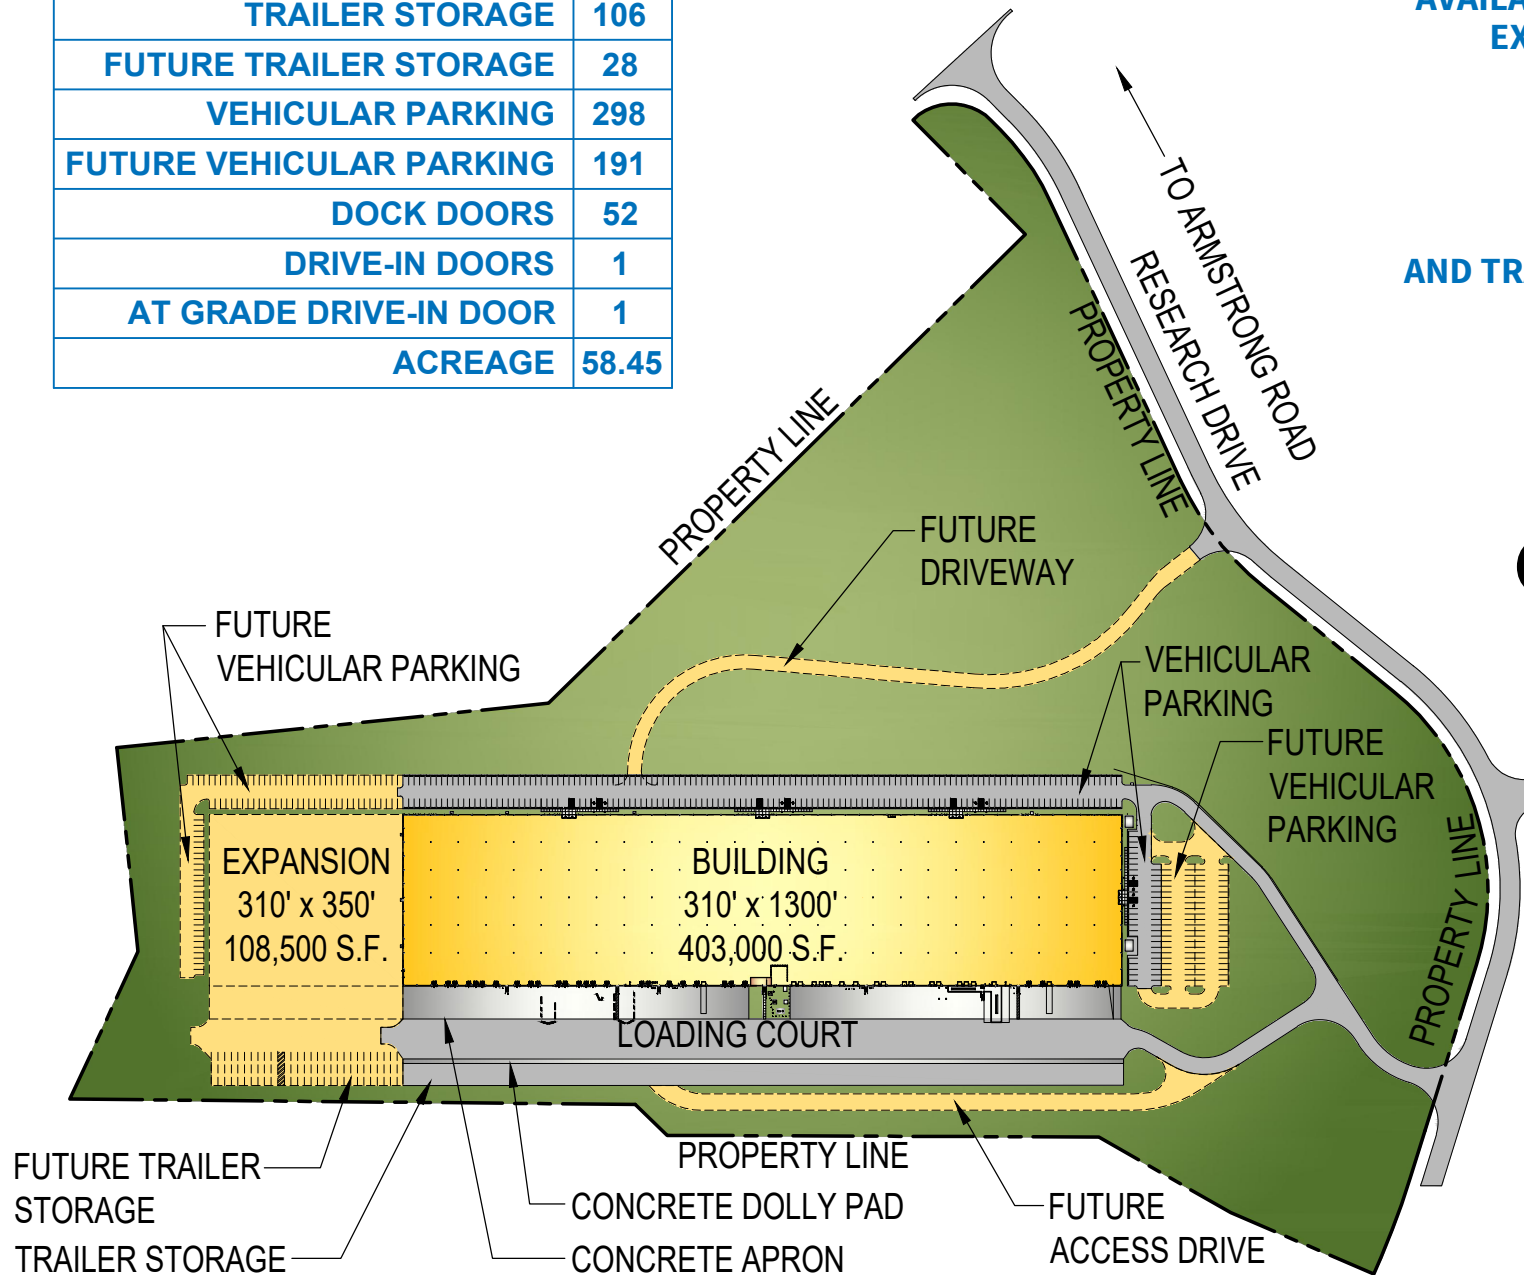 TRAILER STORAGE 106
FUTURE TRAILER STORAGE 28
VEHICULAR PARKING 298
FUTURE VEHICULAR PARKING 191
DOCK DOORS 52
DRIVE-IN DOORS 1
AT GRADE DRIVE-IN DOOR 1
ACREAGE 58.45
EX
AND TR
TO ARMSTRONG ROAD
RESEARCH DRIVE
PROPERTY LINE
PROPERTY LINE
FUTURE
DRIVEWAY
FUTURE
VEHICULAR PARKING
VEHICULAR
PARKING
FUTURE
VEHICULAR
PARKING
PROPERTY LINE
EXPANSION
310' x 350'
108,500 S.F.
BUILDING
310' x 1300'
403,000 S.F.
LOADING COURT
PROPERTY LINE
FUTURE TRAILER
STORAGE
TRAILER STORAGE
CONCRETE DOLLY PAD
CONCRETE APRON
FUTURE
ACCESS DRIVE